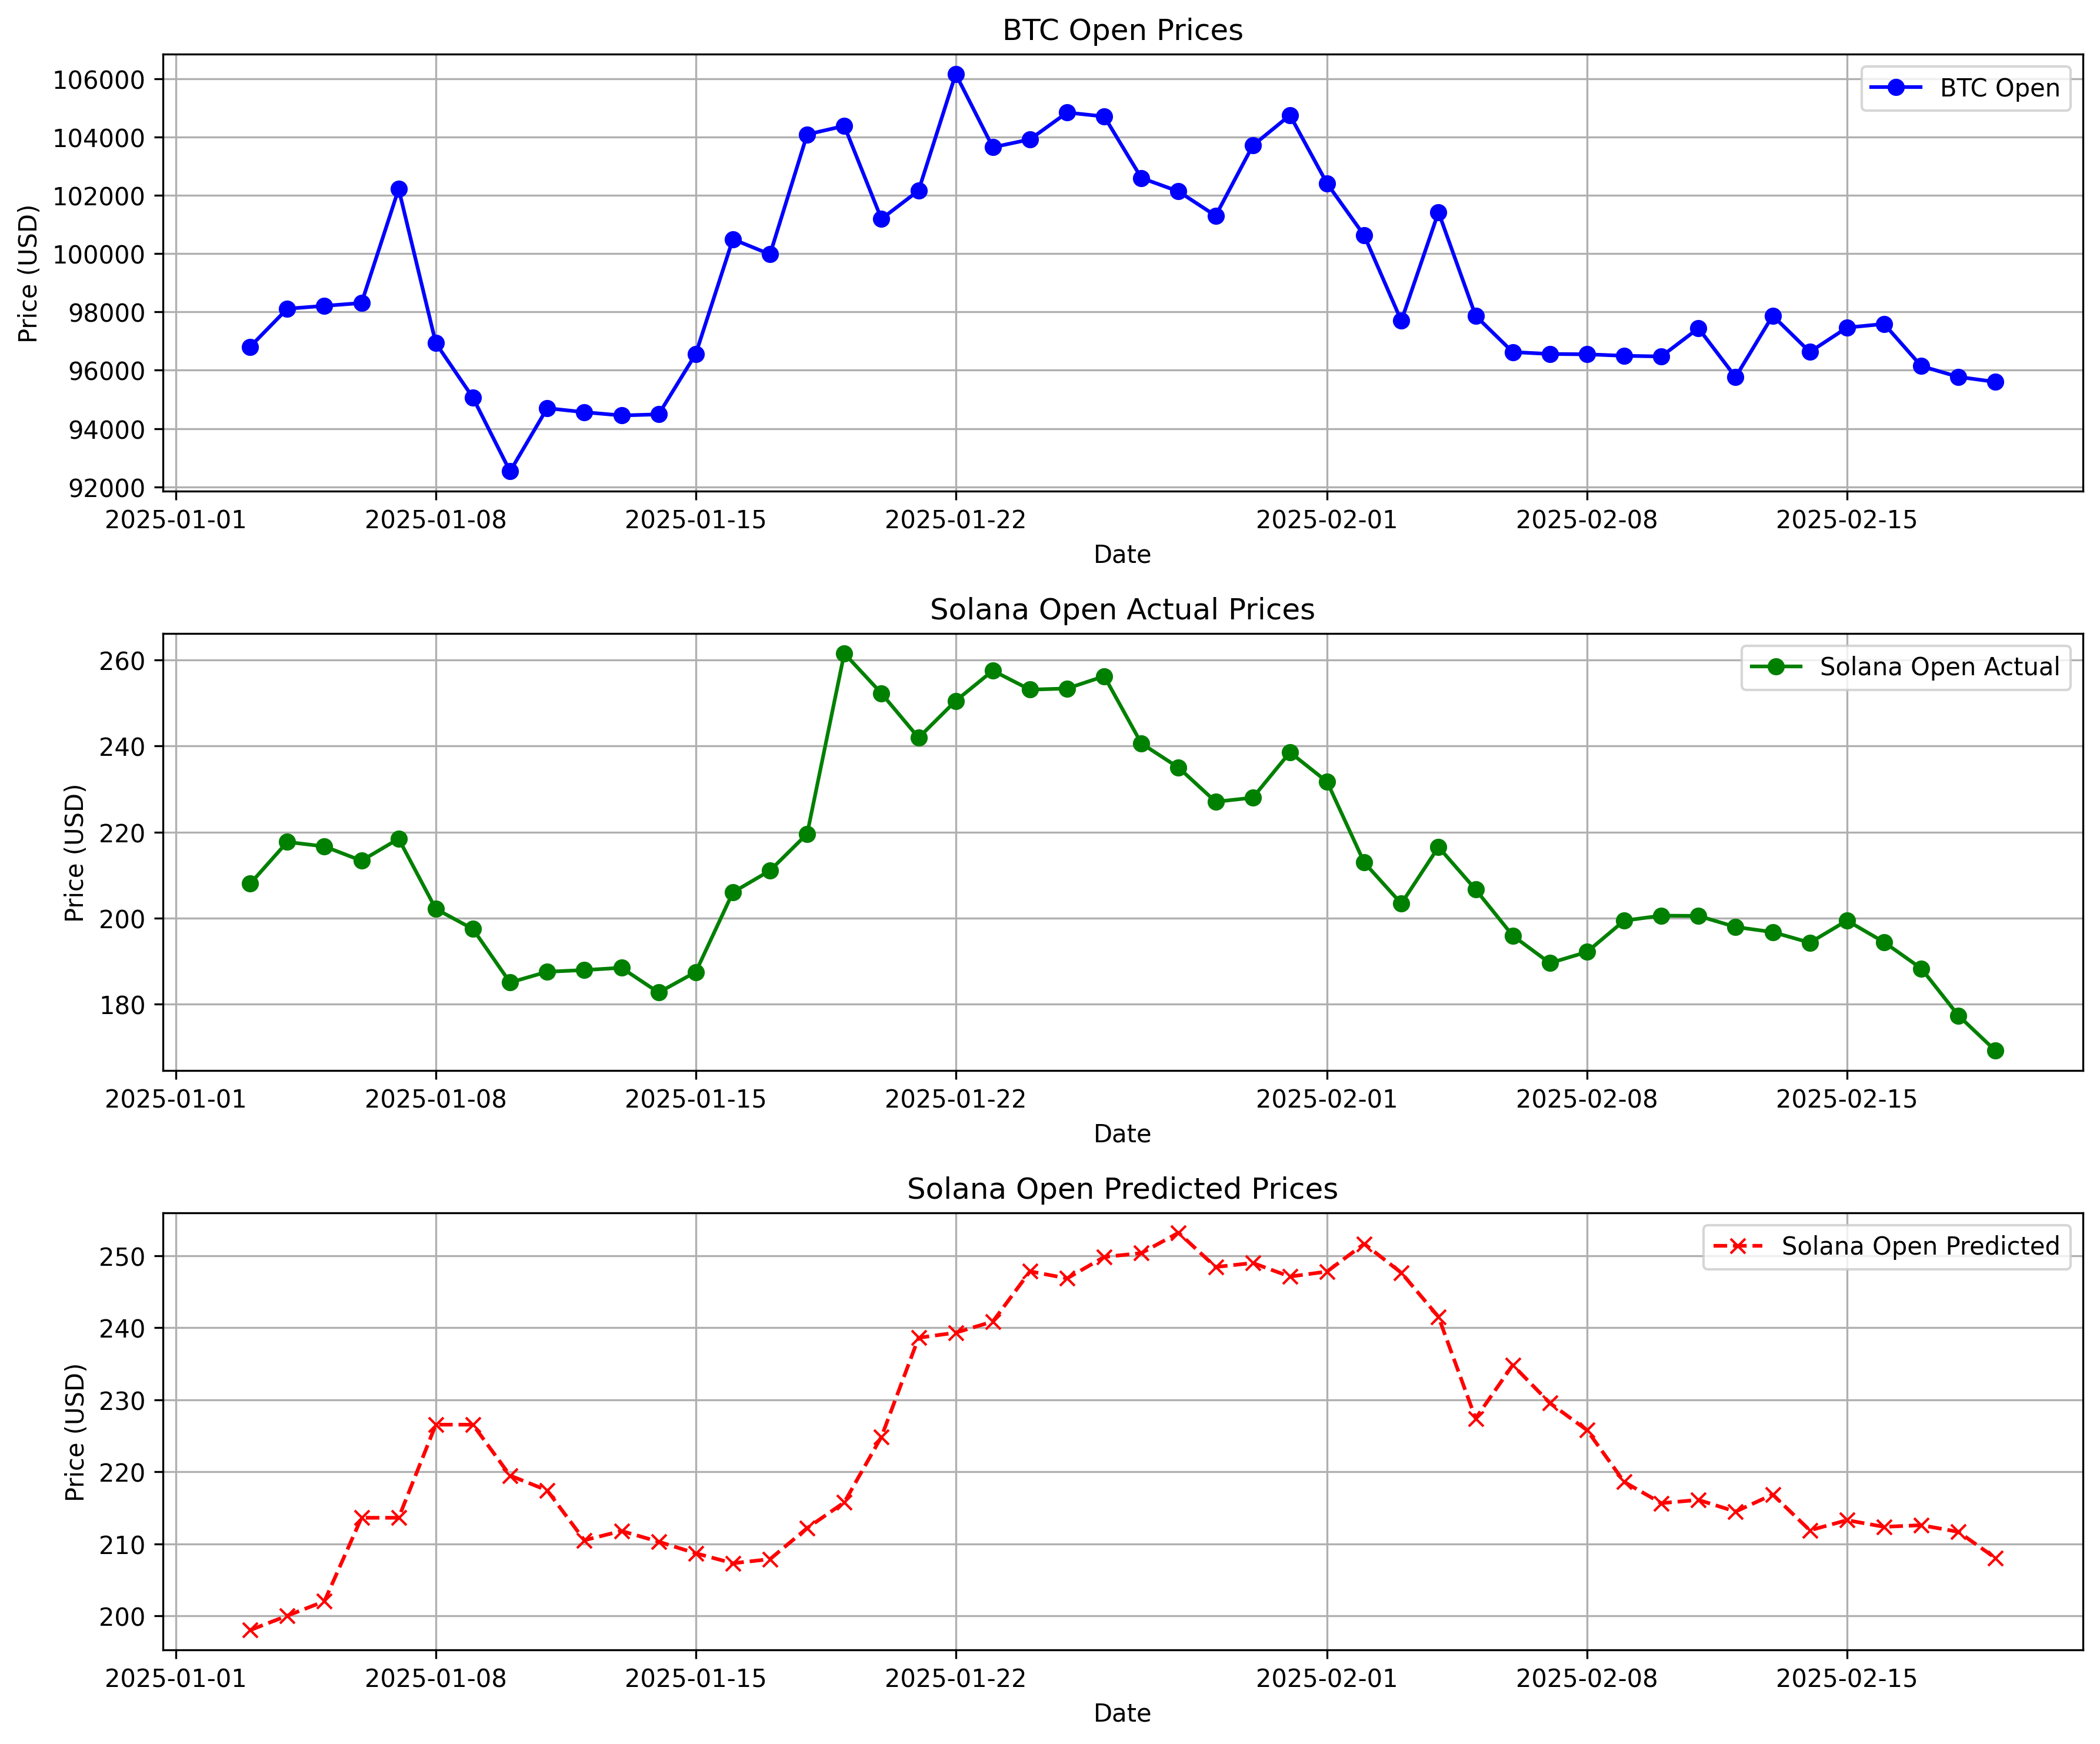 BTC Open Prices
BTC Open
106000
104000
102000
100000
98000
96000
94000
92000
Price (USD)
2025-01-01 2025-01-08 2025-01-15 2025-01-22 2025-02-01 2025-02-08 2025-02-15
Date
Solana Open Actual Prices
Solana Open Actual
260
240
220
200
180
Price (USD)
2025-01-01 2025-01-08 2025-01-15 2025-01-22 2025-02-01 2025-02-08 2025-02-15
Date
Solana Open Predicted Prices
Solana Open Predicted
250
240
230
220
210
200
Price (USD)
2025-01-01 2025-01-08 2025-01-15 2025-01-22 2025-02-01 2025-02-08 2025-02-15
Date